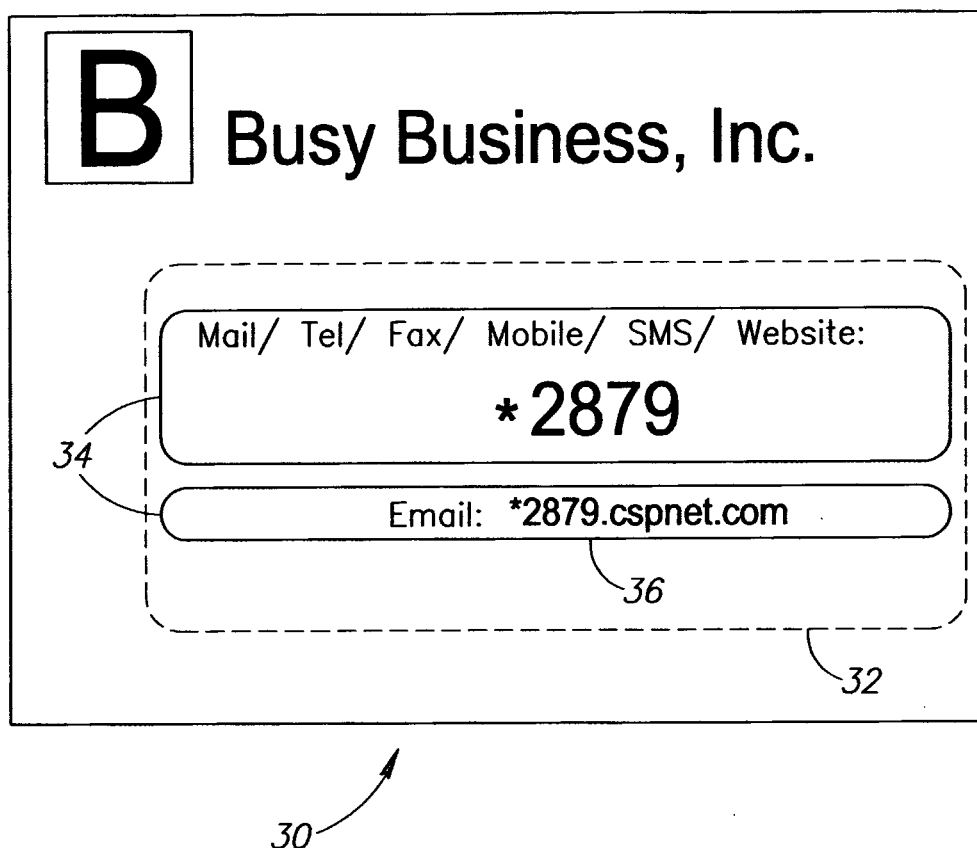 B
Busy Business, Inc.
Mail/ Tel/ Fax/ Mobile/ SMS/ Website:
*2879
34
Email: *2879.cspnet.com
36
32
30